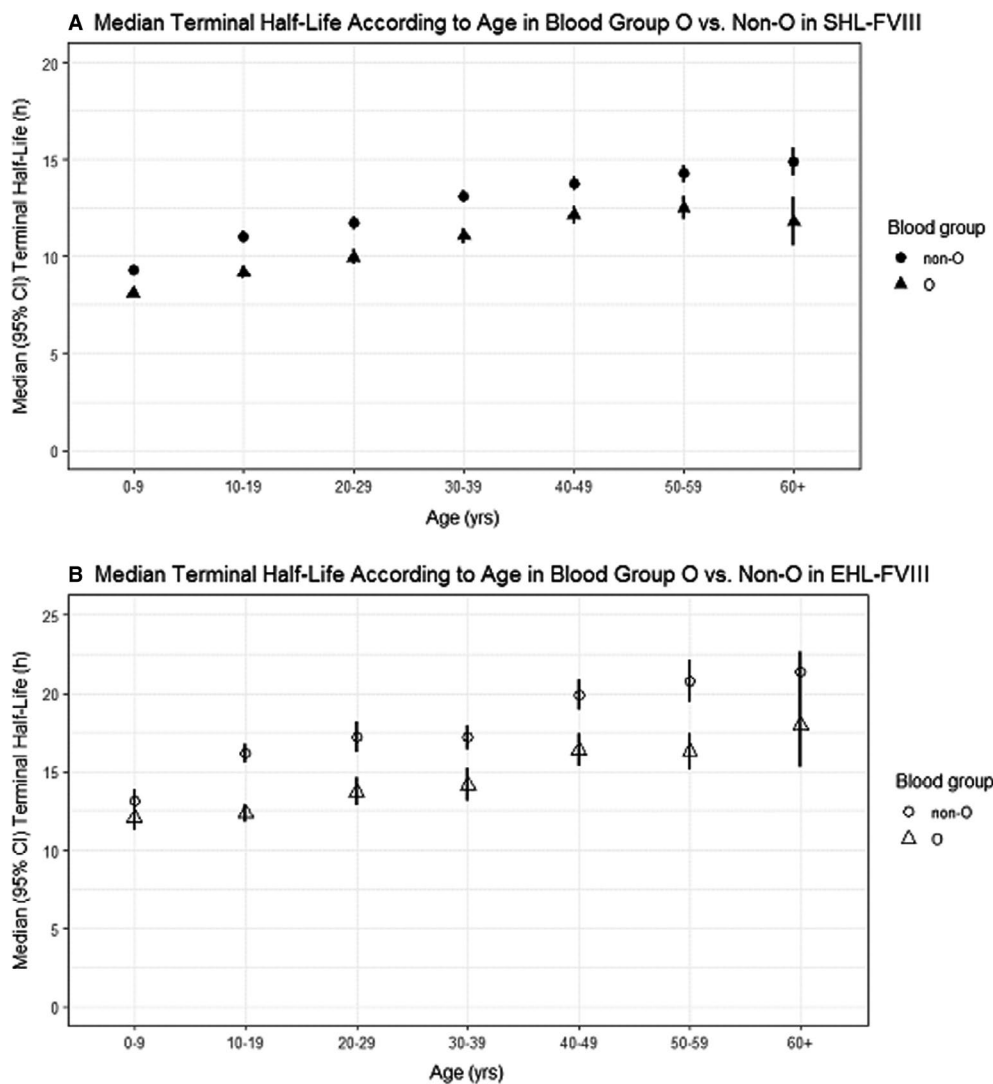 A Median Terminal Half-Life According to Age in Blood Group O vs. Non-O in SHL-FVIII
Median (95% CI) Terminal Half-Life (h)
20
15
10
5
0
0-9 10-19 20-29 30-39 40-49 50-59 60+
Age (yrs)
Blood group
non-O
O
B Median Terminal Half-Life According to Age in Blood Group O vs. Non-O in EHL-FVIII
Median (95% CI) Terminal Half-Life (h)
25
20
15
10
5
0
0-9 10-19 20-29 30-39 40-49 50-59 60+
Age (yrs)
Blood group
non-O
O